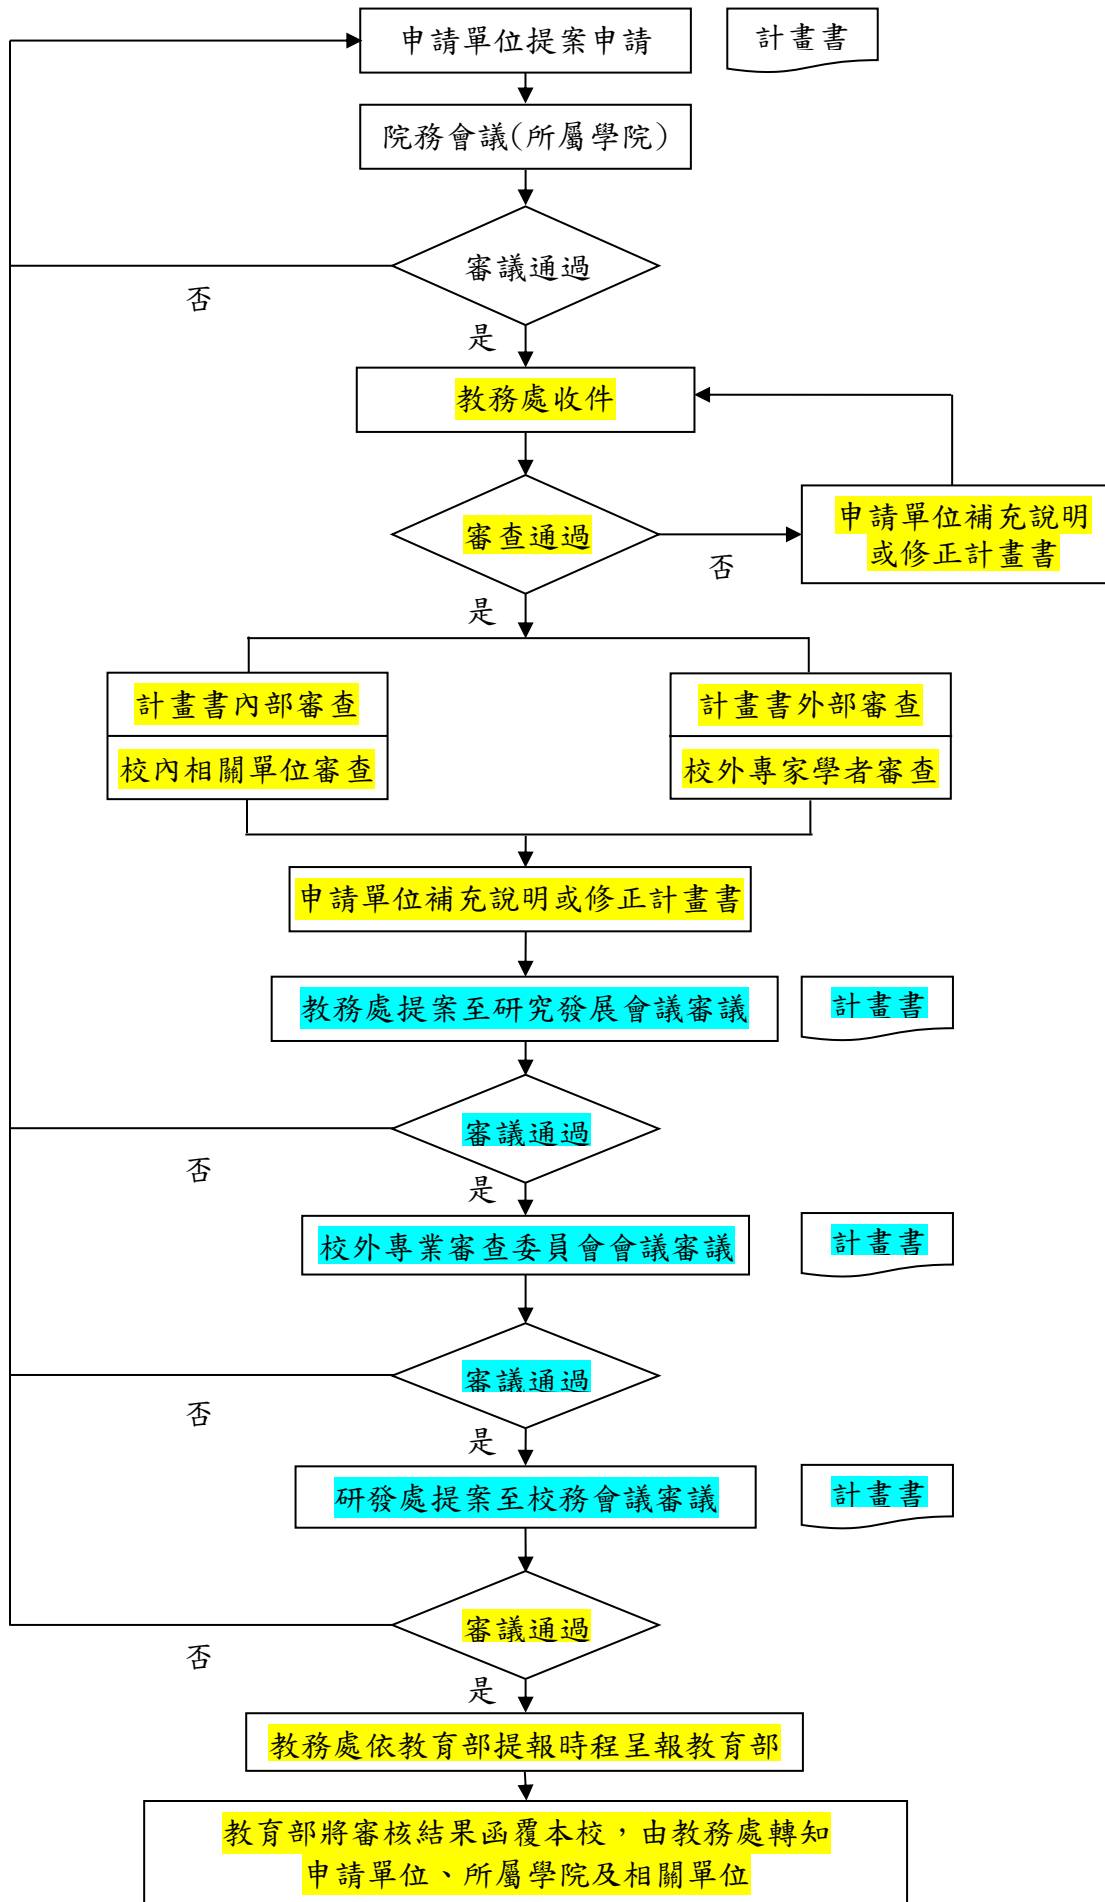 申請單位提案申請
計畫書
院務會議(所屬學院)
審議通過
否
是
教務處收件
審查通過
否
申請單位補充說明
或修正計畫書
是
計畫書內部審查
校內相關單位審查
計畫書外部審查
校外專家學者審查
申請單位補充說明或修正計畫書
教務處提案至研究發展會議審議
計畫書
審議通過
否
是
校外專業審查委員會會議審議
計畫書
審議通過
否
是
研發處提案至校務會議審議
計畫書
審議通過
否
是
教務處依教育部提報時程呈報教育部
教育部將審核結果函覆本校，由教務處轉知
申請單位、所屬學院及相關單位